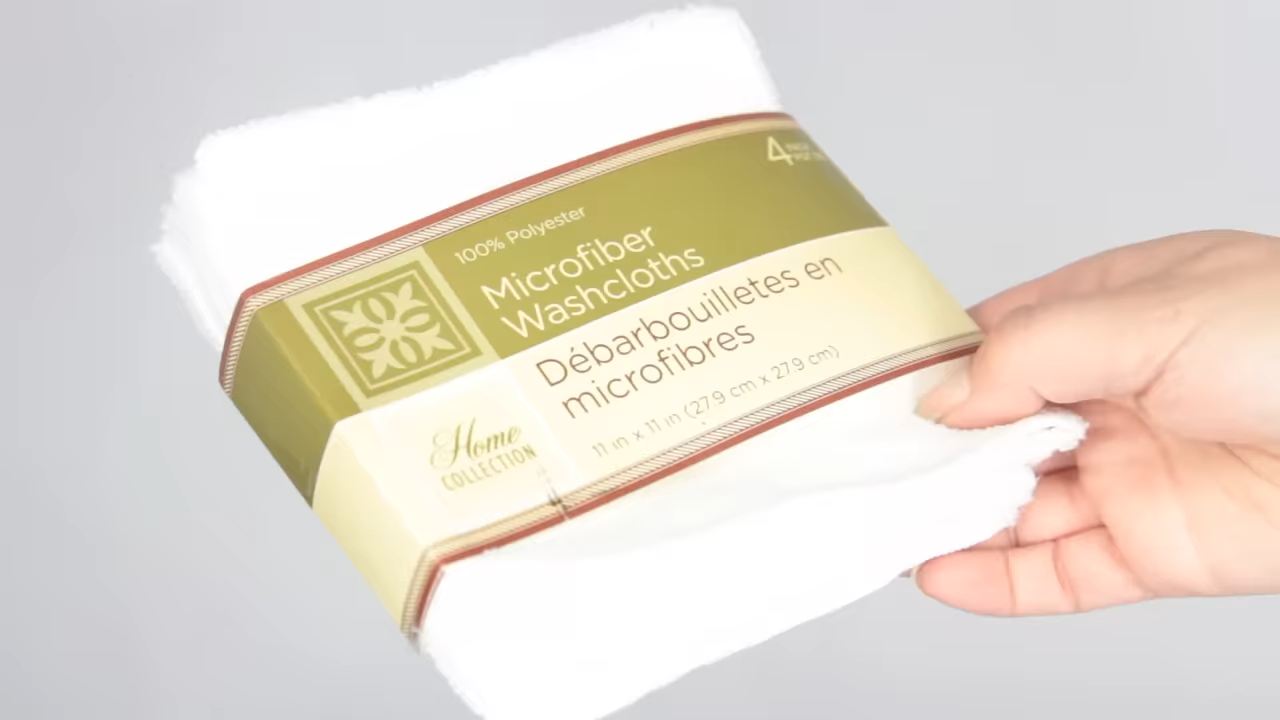 4
100% Polyester
Microfiber
Washcloths
Débarbouilletes en
microfibres
11 in x 11 in (27.9 cm x 27.9 cm)
Home
COLLECTION